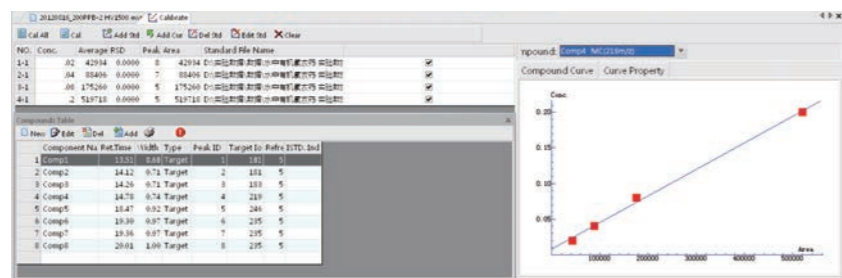 20120816_200PPB-2 HV1500 Calibrate
Cal All Cal Add Std Add Cur Del Std Edit Std Clear
NO. Conc. Average RSD Peak Area Standard File Name
1-1 .02 42934 0.0000 8 42934
2-1 .04 88406 0.0000 7 88406
3-1 .08 175260 0.0000 5 175260
4-1 .2 519718 0.0000 5 519718
Compounds Table
New Edit Del Add
Component Na Ret.Time Width Type Peak ID Target Io Refre ISTD. Ind
1 Comp1 13.51 Target 1 181 5
2 Comp2 14.12 0.71 Target 2 181 5
3 Comp3 14.26 0.71 Target 3 183 5
4 Comp4 14.78 0.74 Target 4 219 5
5 Comp5 18.47 0.92 Target 5 246 5
6 Comp6 19.39 0.97 Target 6 235 5
7 Comp7 19.36 0.97 Target 7 235 5
8 Comp8 20.01 1.00 Target 8 235 5
mpound: Comp4 MC(219m/z)
Compound Curve Curve Property
Conc.
0.20
0.15
0.10
0.05
Area
100000 200000 300000 400000 500000